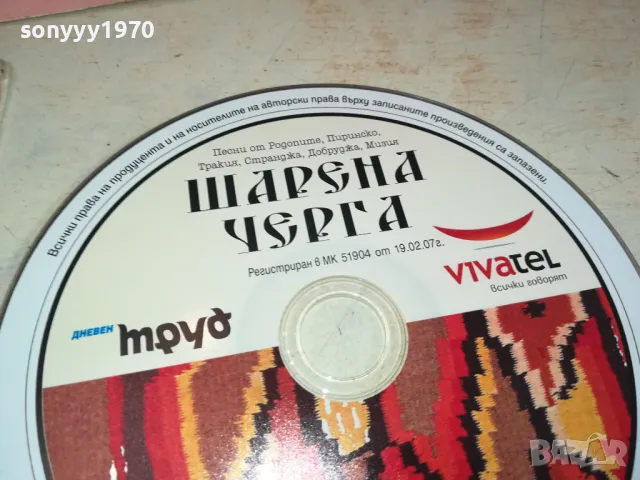 sonyyy1970
Всички права на продуцента и на носителите на авторски права върху записаните произведения са запазени.
Песни от Родопите, Пиринско,
Тракия, Странджа, Добруджа, Мизия
ШАРЕНА
ЧЕРГА
Регистриран в МК 51904 от 19.02.07г.
VIVATEL
всички говорят
ДНЕВЕН труд
BAZAR